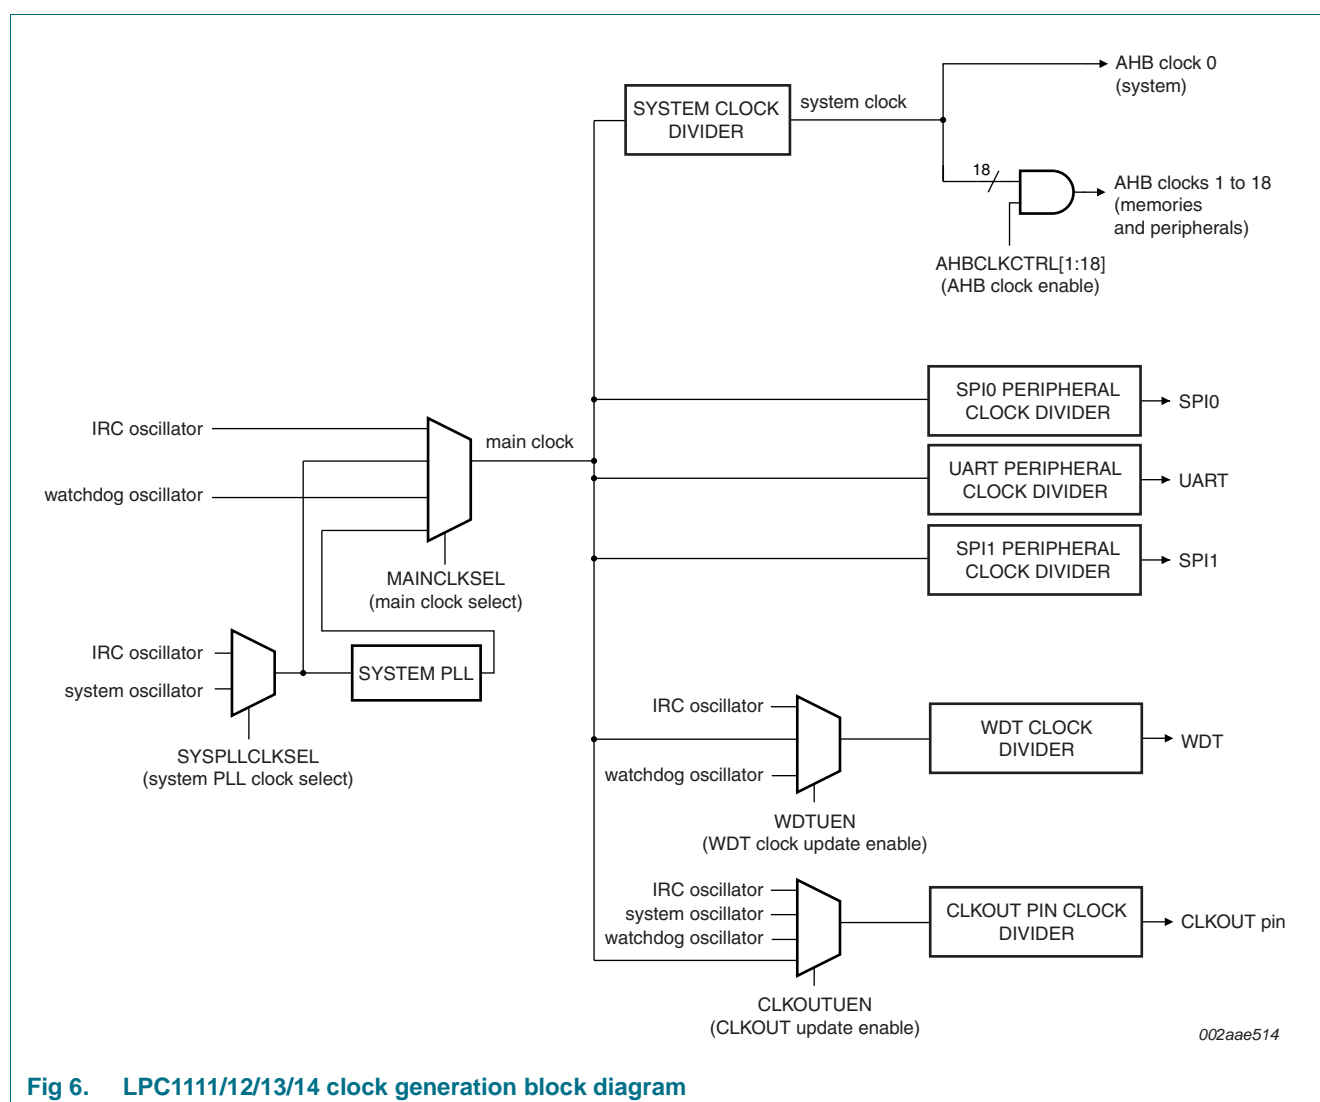 AHB clock 0
(system)
SYSTEM CLOCK
DIVIDER
system clock
18
AHB clocks 1 to 18
(memories
and peripherals)
AHBCLKCTRL[1:18]
(AHB clock enable)
SPI0 PERIPHERAL
CLOCK DIVIDER
SPI0
IRC oscillator
main clock
UART PERIPHERAL
CLOCK DIVIDER
UART
watchdog oscillator
SPI1 PERIPHERAL
CLOCK DIVIDER
SPI1
MAINCLKSEL
(main clock select)
IRC oscillator
system oscillator
SYSTEM PLL
SYSPLLCLKSEL
(system PLL clock select)
IRC oscillator
watchdog oscillator
WDT CLOCK
DIVIDER
WDT
WDTUEN
(WDT clock update enable)
IRC oscillator
system oscillator
watchdog oscillator
CLKOUT PIN CLOCK
DIVIDER
CLKOUT pin
CLKOUTUEN
(CLKOUT update enable)
002aae514
Fig 6. LPC1111/12/13/14 clock generation block diagram